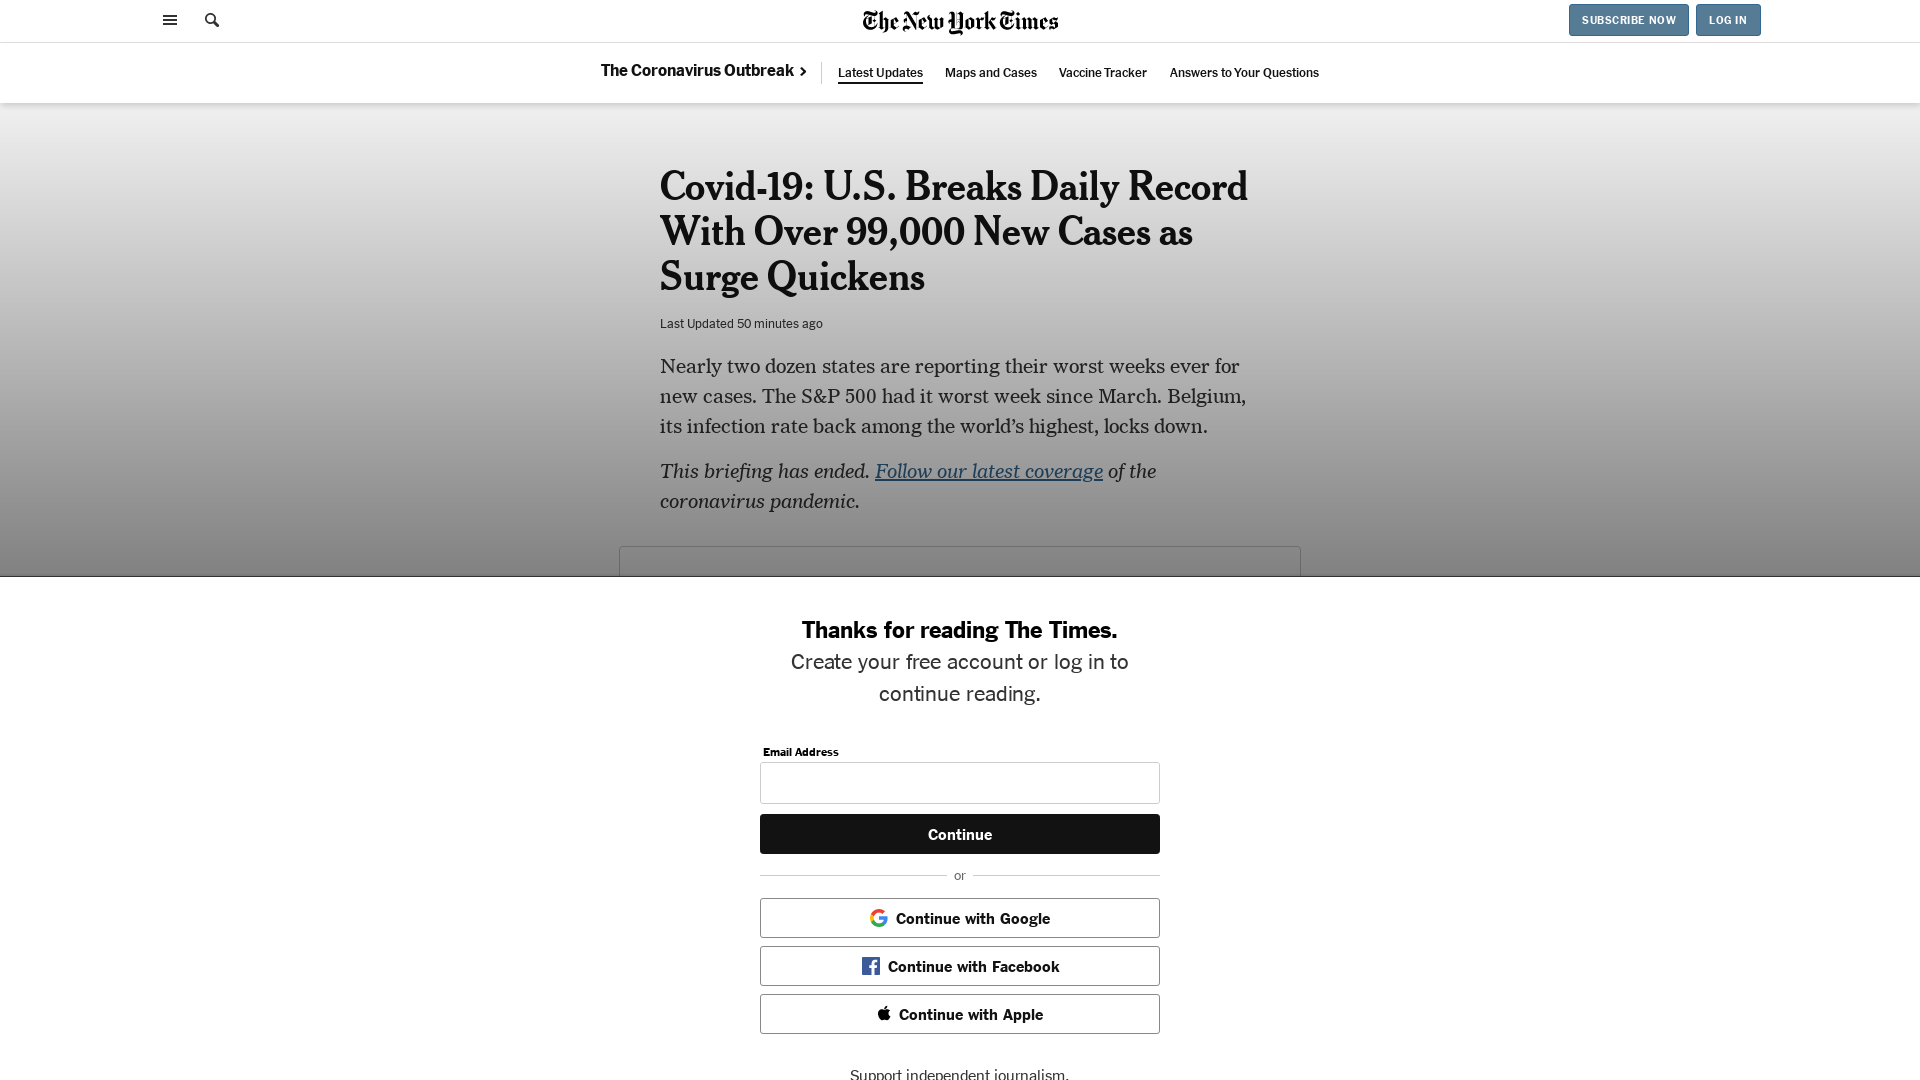 The New York Times
SUBSCRIBE NOW
LOG IN
The Coronavirus Outbreak
Latest Updates
Maps and Cases
Vaccine Tracker
Answers to Your Questions
Covid-19: U.S. Breaks Daily Record
With Over 99,000 New Cases as
Surge Quickens
Last Updated 50 minutes ago
Nearly two dozen states are reporting their worst weeks ever for
new cases. The S&P 500 had it worst week since March. Belgium,
its infection rate back among the world’s highest, locks down.
This briefing has ended. Follow our latest coverage of the
coronavirus pandemic.
Thanks for reading The Times.
Create your free account or log in to
continue reading.
Email Address
Continue
or
Continue with Google
Continue with Facebook
Continue with Apple
Support independent journalism.